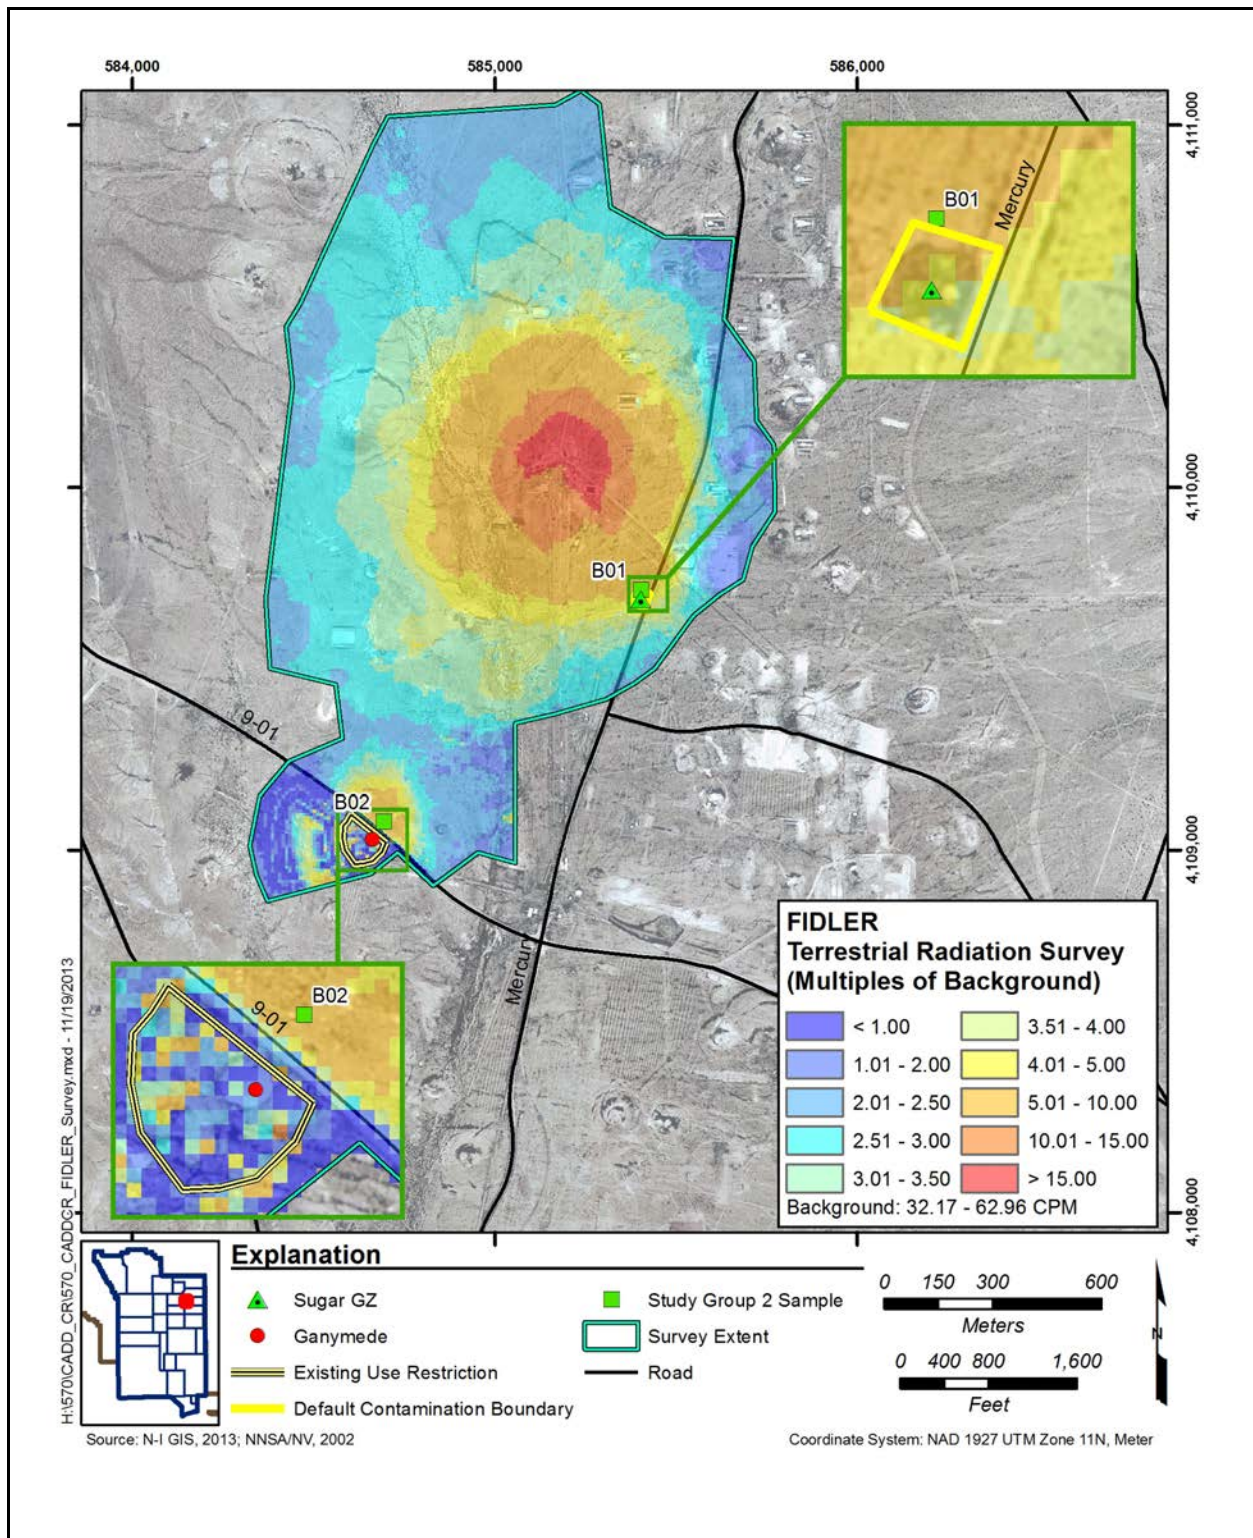 584,000
585,000
586,000
4,111,000
B01
Mercury
4,110,000
B01
9-01
B02
4,109,000
Mercury
B02
9-01
FIDLER
Terrestrial Radiation Survey
(Multiples of Background)
< 1.00
3.51 - 4.00
1.01 - 2.00
4.01 - 5.00
2.01 - 2.50
5.01 - 10.00
2.51 - 3.00
10.01 - 15.00
3.01 - 3.50
> 15.00
Background: 32.17 - 62.96 CPM
4,108,000
H:\570\CADD_CR\570_CADDCR_FIDLER_Survey.mxd - 11/19/2013
Explanation
Sugar GZ
Study Group 2 Sample
Ganymede
Survey Extent
Existing Use Restriction
Road
Default Contamination Boundary
0 150 300 600
Meters
0 400 800 1,600
Feet
N
Source: N-I GIS, 2013; NNSA/NV, 2002
Coordinate System: NAD 1927 UTM Zone 11N, Meter